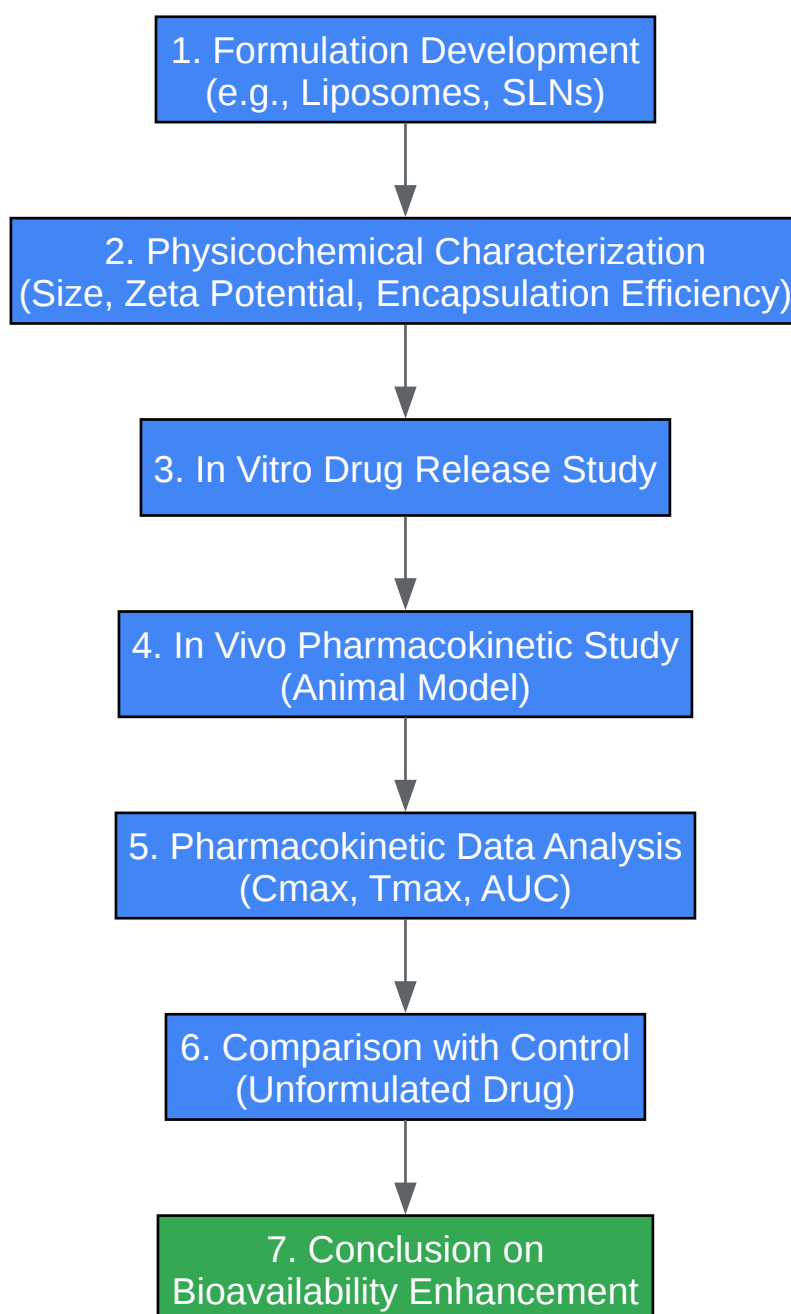 1. Formulation Development
(e.g., Liposomes, SLNs)
2. Physicochemical Characterization
(Size, Zeta Potential, Encapsulation Efficiency)
3. In Vitro Drug Release Study
4. In Vivo Pharmacokinetic Study
(Animal Model)
5. Pharmacokinetic Data Analysis
(Cmax, Tmax, AUC)
6. Comparison with Control
(Unformulated Drug)
7. Conclusion on
Bioavailability Enhancement